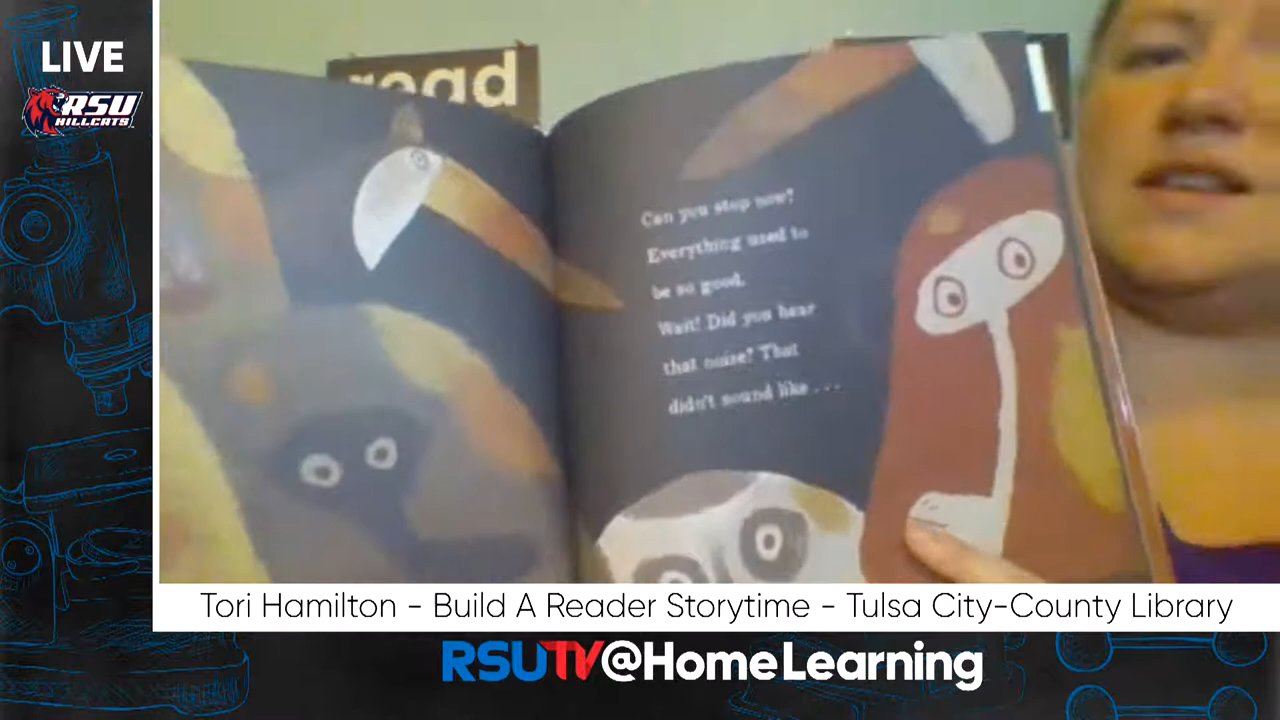 LIVE
RSU
HILLCATS
read
Can you stop now?
Everything used to
be so good.
Wait! Did you hear
that noise? That
didn't sound like . . .
Tori Hamilton - Build A Reader Storytime - Tulsa City-County Library
RSUTV@HomeLearning